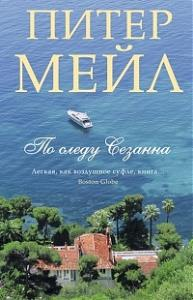 ПИТЕР
МЕЙЛ
По следу Сезанна
Легкая, как воздушное суфле, книга...
Boston Globe